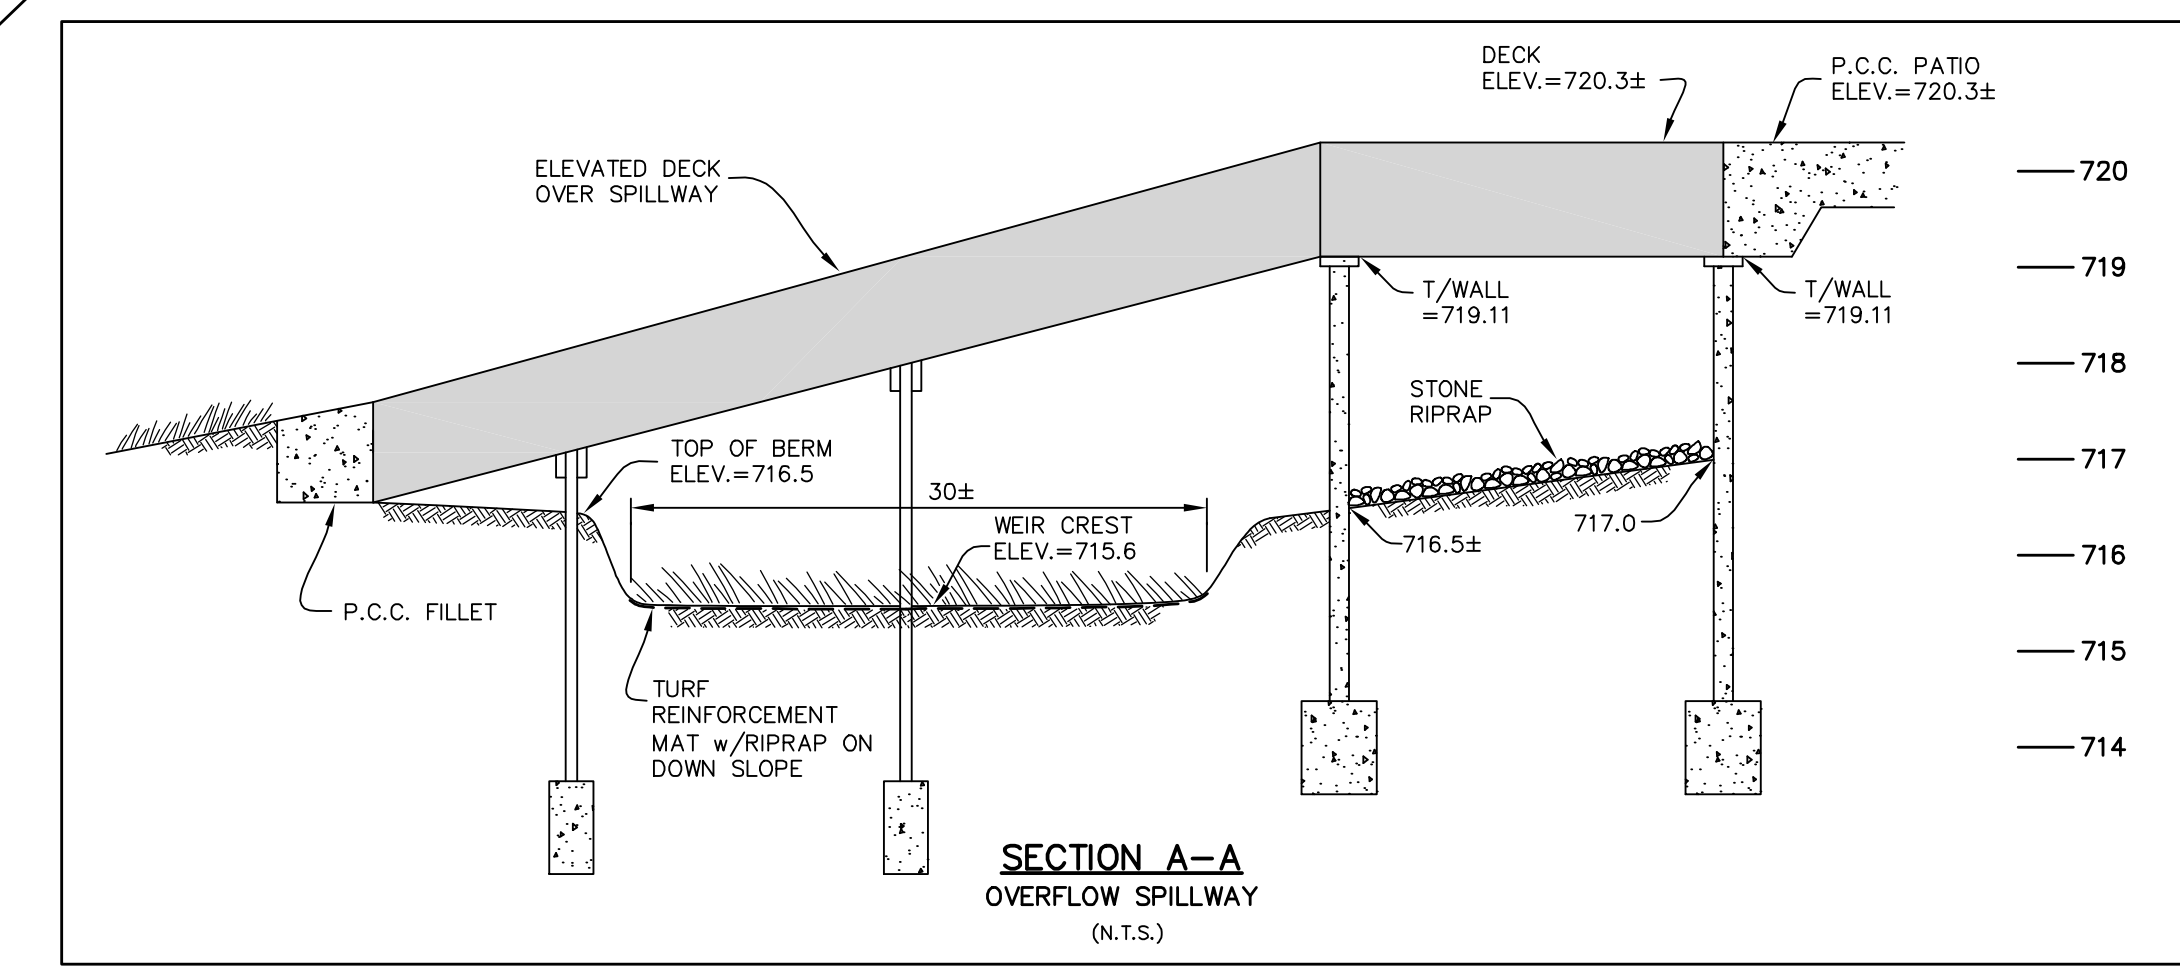 DECK
ELEV.=720.3±
P.C.C. PATIO
ELEV.=720.3±
ELEVATED DECK
OVER SPILLWAY
720
719
T/WALL
=719.11
T/WALL
=719.11
718
STONE
RIPRAP
TOP OF BERM
ELEV.=716.5
717
30±
WEIR CREST
ELEV.=715.6
717.0
716.5±
716
P.C.C. FILLET
715
TURF
REINFORCEMENT
MAT w/RIPRAP ON
DOWN SLOPE
714
SECTION A-A
OVERFLOW SPILLWAY
(N.T.S.)